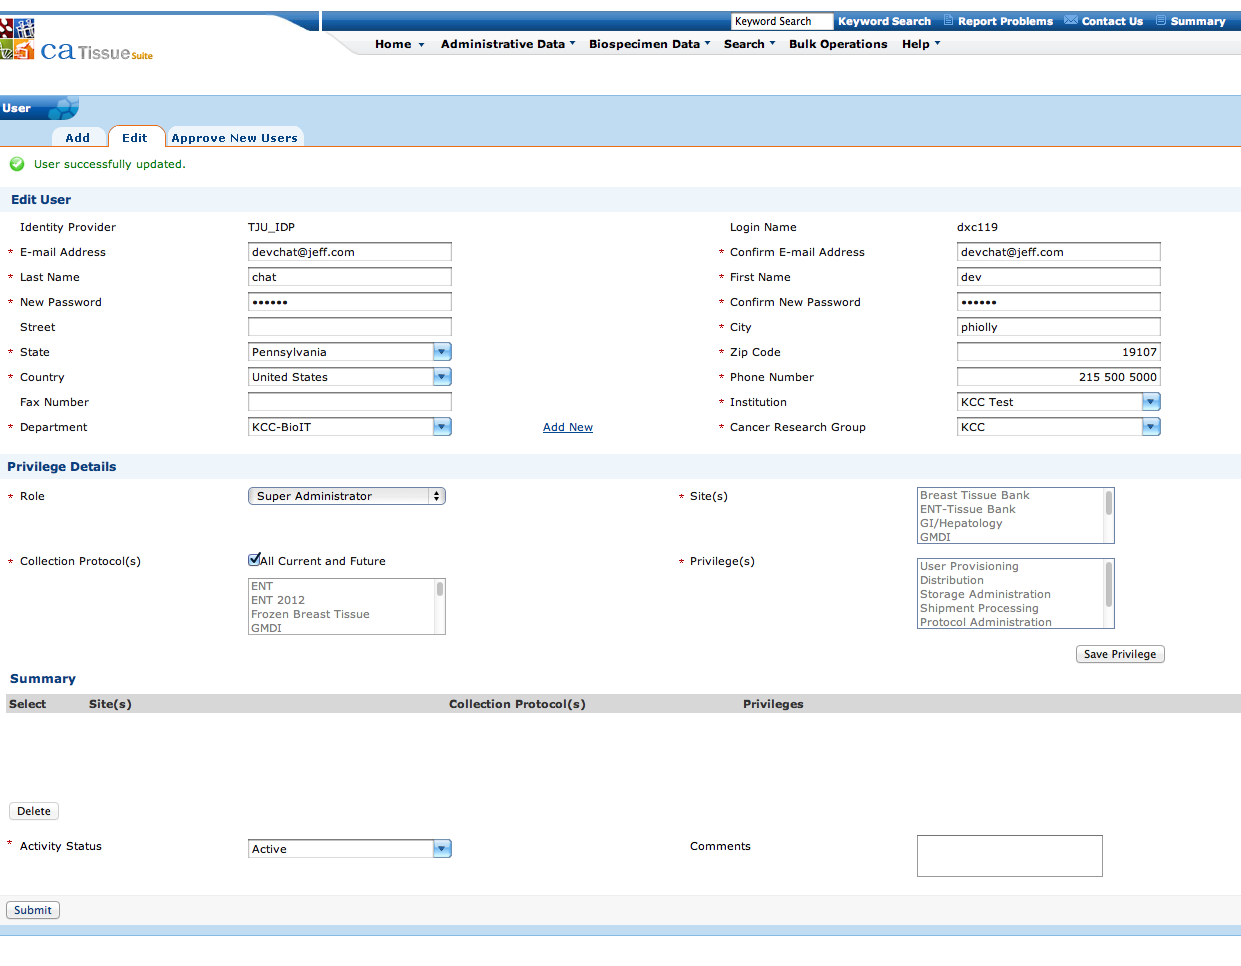 Keyword Search Keyword Search Report Problems Contact Us Summary
ca Tissue Suite
Home Administrative Data Biospecimen Data Search Bulk Operations Help
User
Add Edit Approve New Users
User successfully updated.
Edit User
Identity Provider TJU_IDP Login Name dxc119
* E-mail Address devchat@jeff.com * Confirm E-mail Address devchat@jeff.com
* Last Name chat * First Name dev
* New Password •••••• * Confirm New Password ••••••
Street * City phiolly
* State Pennsylvania * Zip Code 19107
* Country United States * Phone Number 215 500 5000
Fax Number * Institution KCC Test
* Department KCC-BioIT Add New * Cancer Research Group KCC
Privilege Details
* Role Super Administrator * Site(s) Breast Tissue Bank
ENT-Tissue Bank
GI/Hepatology
GMDI
* Collection Protocol(s) All Current and Future * Privilege(s) User Provisioning
Distribution
ENT Storage Administration
ENT 2012 Shipment Processing
Frozen Breast Tissue Protocol Administration
GMDI
Save Privilege
Summary
Select Site(s) Collection Protocol(s) Privileges
Delete
* Activity Status Active Comments
Submit